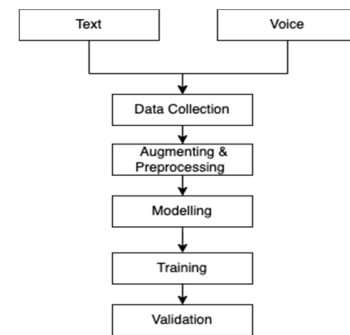 Text
Voice
Data Collection
Augmenting &
Preprocessing
Modelling
Training
Validation